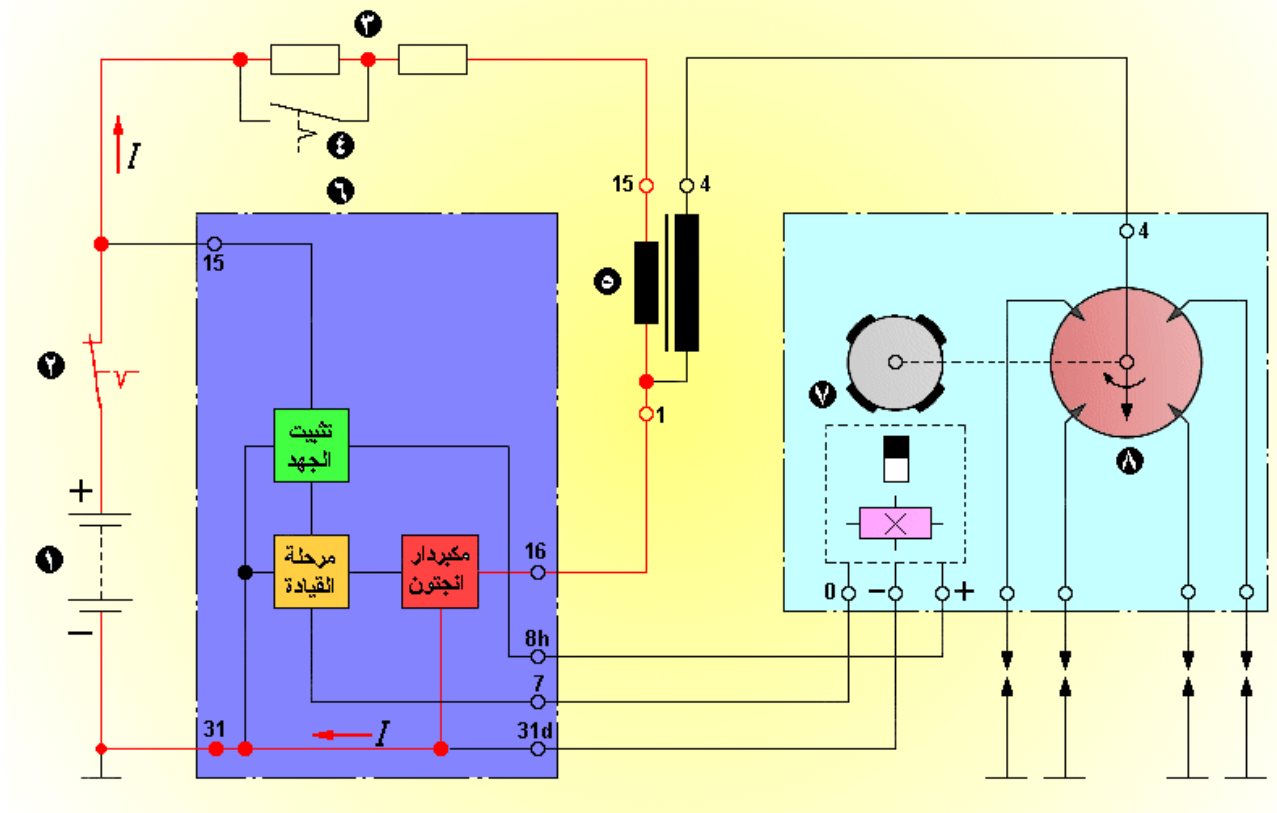 ٣
٤
I
٦
15
4
15
4
٥
٢
٧
1
٨
تثبيت
الجهد
+
١
−
مرحلة
القيادة
مكبردار
انجتون
16
0
−
+
8h
7
31
I
31d